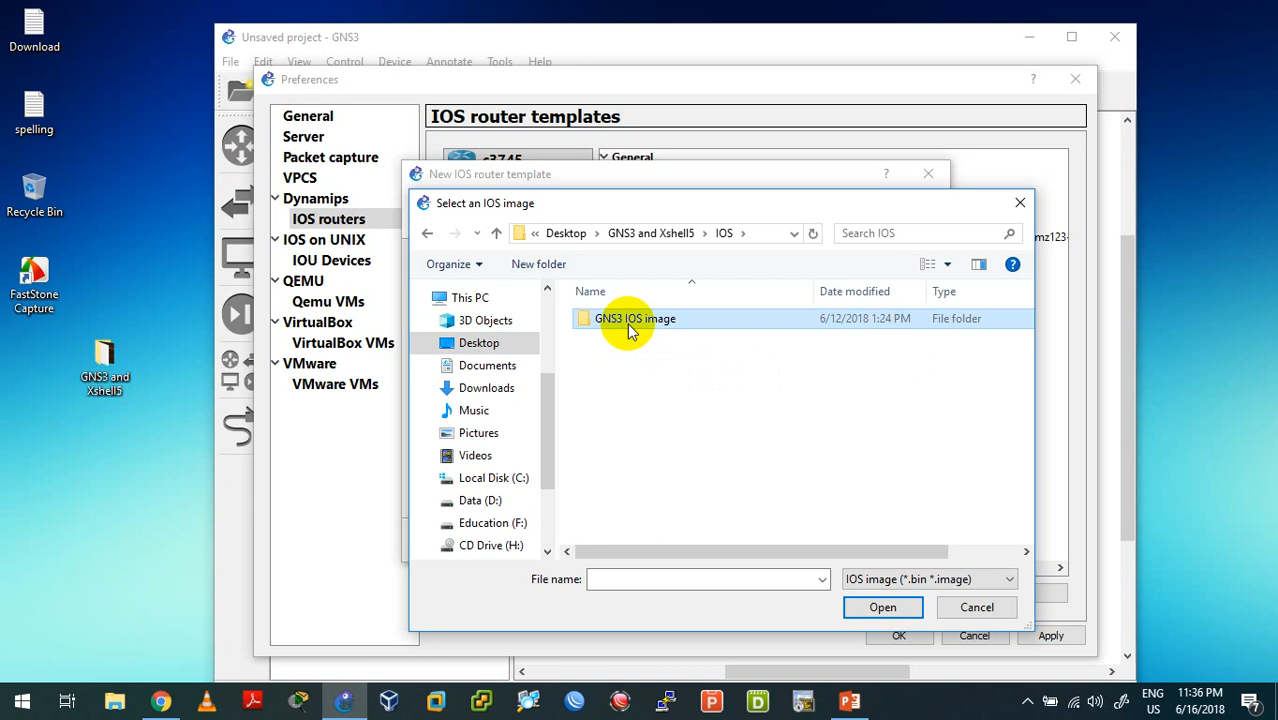 Download
spelling
Recycle Bin
FastStone
Capture
GNS3 and
Xshell5
Unsaved project - GNS3
File Edit View Control Device Annotate Tools Help
Preferences
?
General
Server
Packet capture
VPCS
Dynamips
IOS routers
IOS on UNIX
IOU Devices
QEMU
Qemu VMs
VirtualBox
VirtualBox VMs
VMware
VMware VMs
IOS router templates
c3745
General
mz123-
New IOS router template
?
Select an IOS image
« Desktop > GNS3 and Xshell5 > IOS >
Search IOS
Organize
New folder
?
This PC
3D Objects
Desktop
Documents
Downloads
Music
Pictures
Videos
Local Disk (C:)
Data (D:)
Education (F:)
CD Drive (H:)
Name Date modified Type
GNS3 IOS image 6/12/2018 1:24 PM File folder
File name:
IOS image (*.bin *.image)
Open Cancel
OK Cancel Apply
ENG
US
11:36 PM
6/16/2018
7